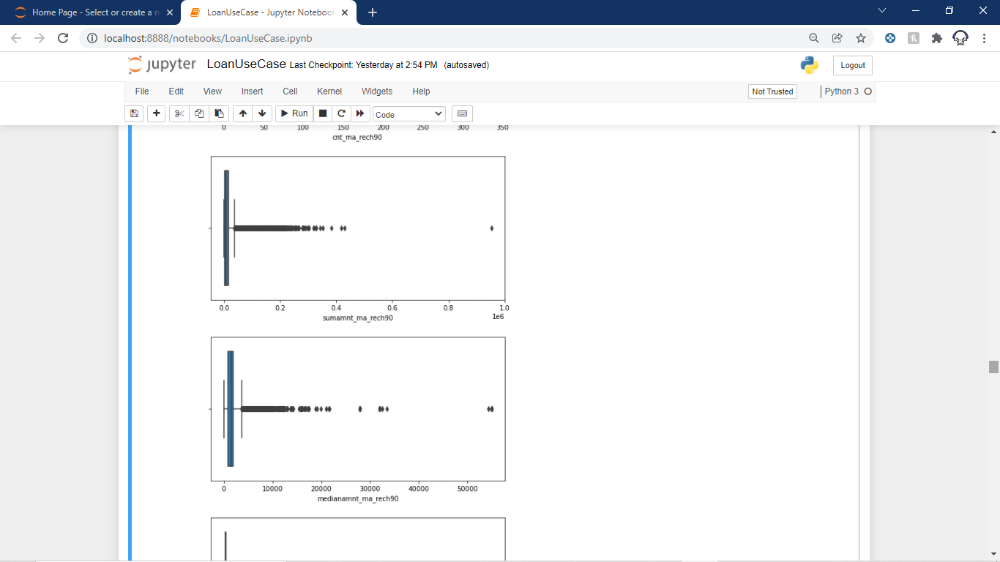 Home Page - Select or create a n
LoanUseCase - Jupyter Notebook
localhost:8888/notebooks/LoanUseCase.ipynb
jupyter LoanUseCase Last Checkpoint: Yesterday at 2:54 PM (autosaved)
Logout
File Edit View Insert Cell Kernel Widgets Help
Not Trusted
Python 3
Run
Code
0 50 100 150 200 250 300 350
cnt_ma_rech90
0.0 0.2 0.4 0.6 0.8 1.0
1e6
sumamnt_ma_rech90
0 10000 20000 30000 40000 50000
medianamnt_ma_rech90